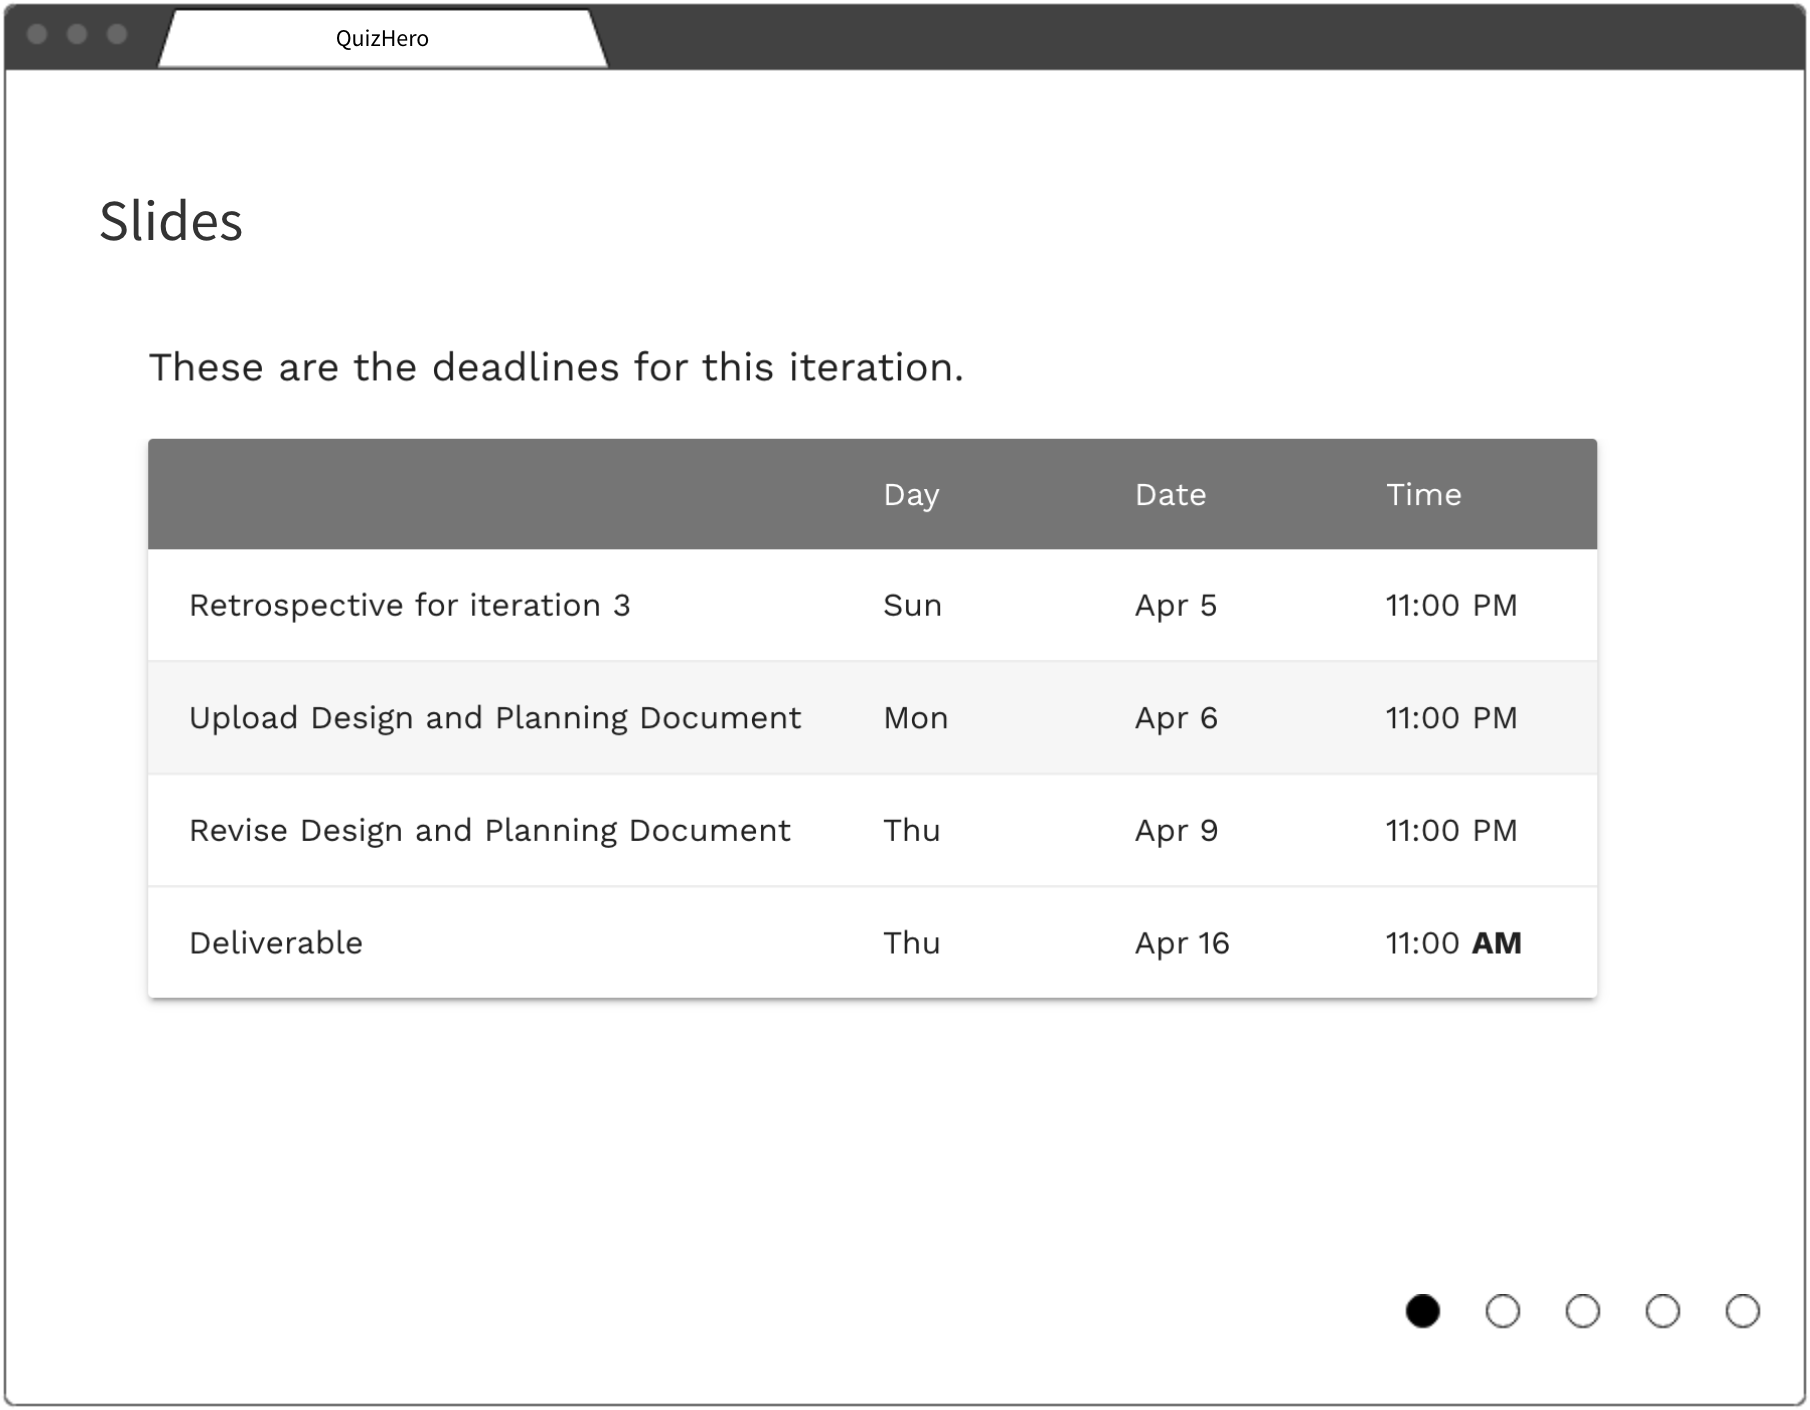 QuizHero
Slides
These are the deadlines for this iteration.
Day Date Time
Retrospective for iteration 3 Sun Apr 5 11:00 PM
Upload Design and Planning Document Mon Apr 6 11:00 PM
Revise Design and Planning Document Thu Apr 9 11:00 PM
Deliverable Thu Apr 16 11:00 AM